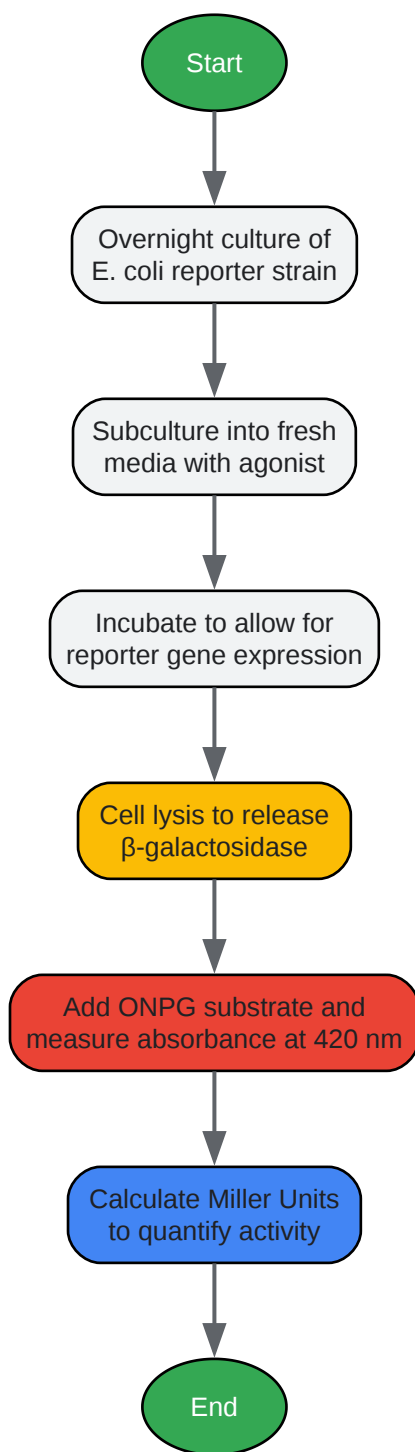 Start
Overnight culture of
E. coli reporter strain
Subculture into fresh
media with agonist
Incubate to allow for
reporter gene expression
Cell lysis to release
β-galactosidase
Add ONPG substrate and
measure absorbance at 420 nm
Calculate Miller Units
to quantify activity
End